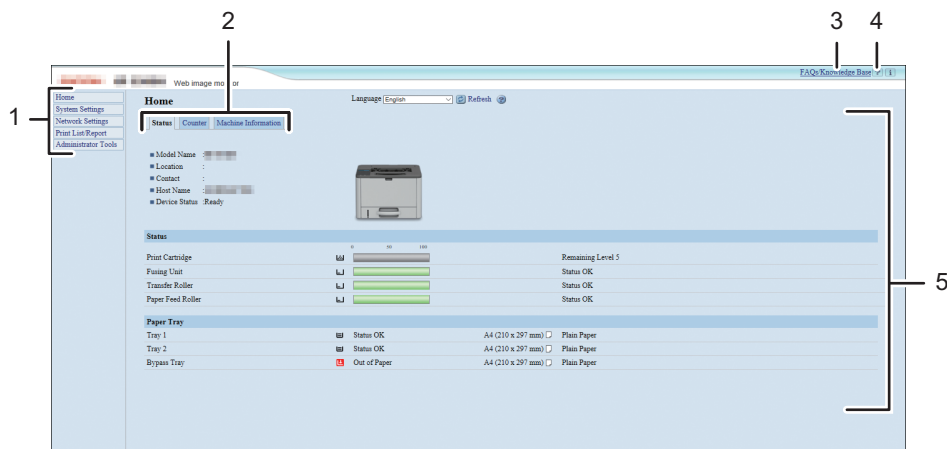 2
3
4
FAQs/Knowledge Base ?
Web image monitor
1
Home
System Settings
Network Settings
Print List/Report
Administrator Tools
Home
Language English Refresh
Status Counter Machine Information
Model Name :
Location :
Contact :
Host Name :
Device Status :Ready
Status
0 50 100
Print Cartridge Remaining Level 5
Fusing Unit Status OK
Transfer Roller Status OK
Paper Feed Roller Status OK
5
Paper Tray
Tray 1 Status OK A4 (210 x 297 mm) Plain Paper
Tray 2 Status OK A4 (210 x 297 mm) Plain Paper
Bypass Tray Out of Paper A4 (210 x 297 mm) Plain Paper